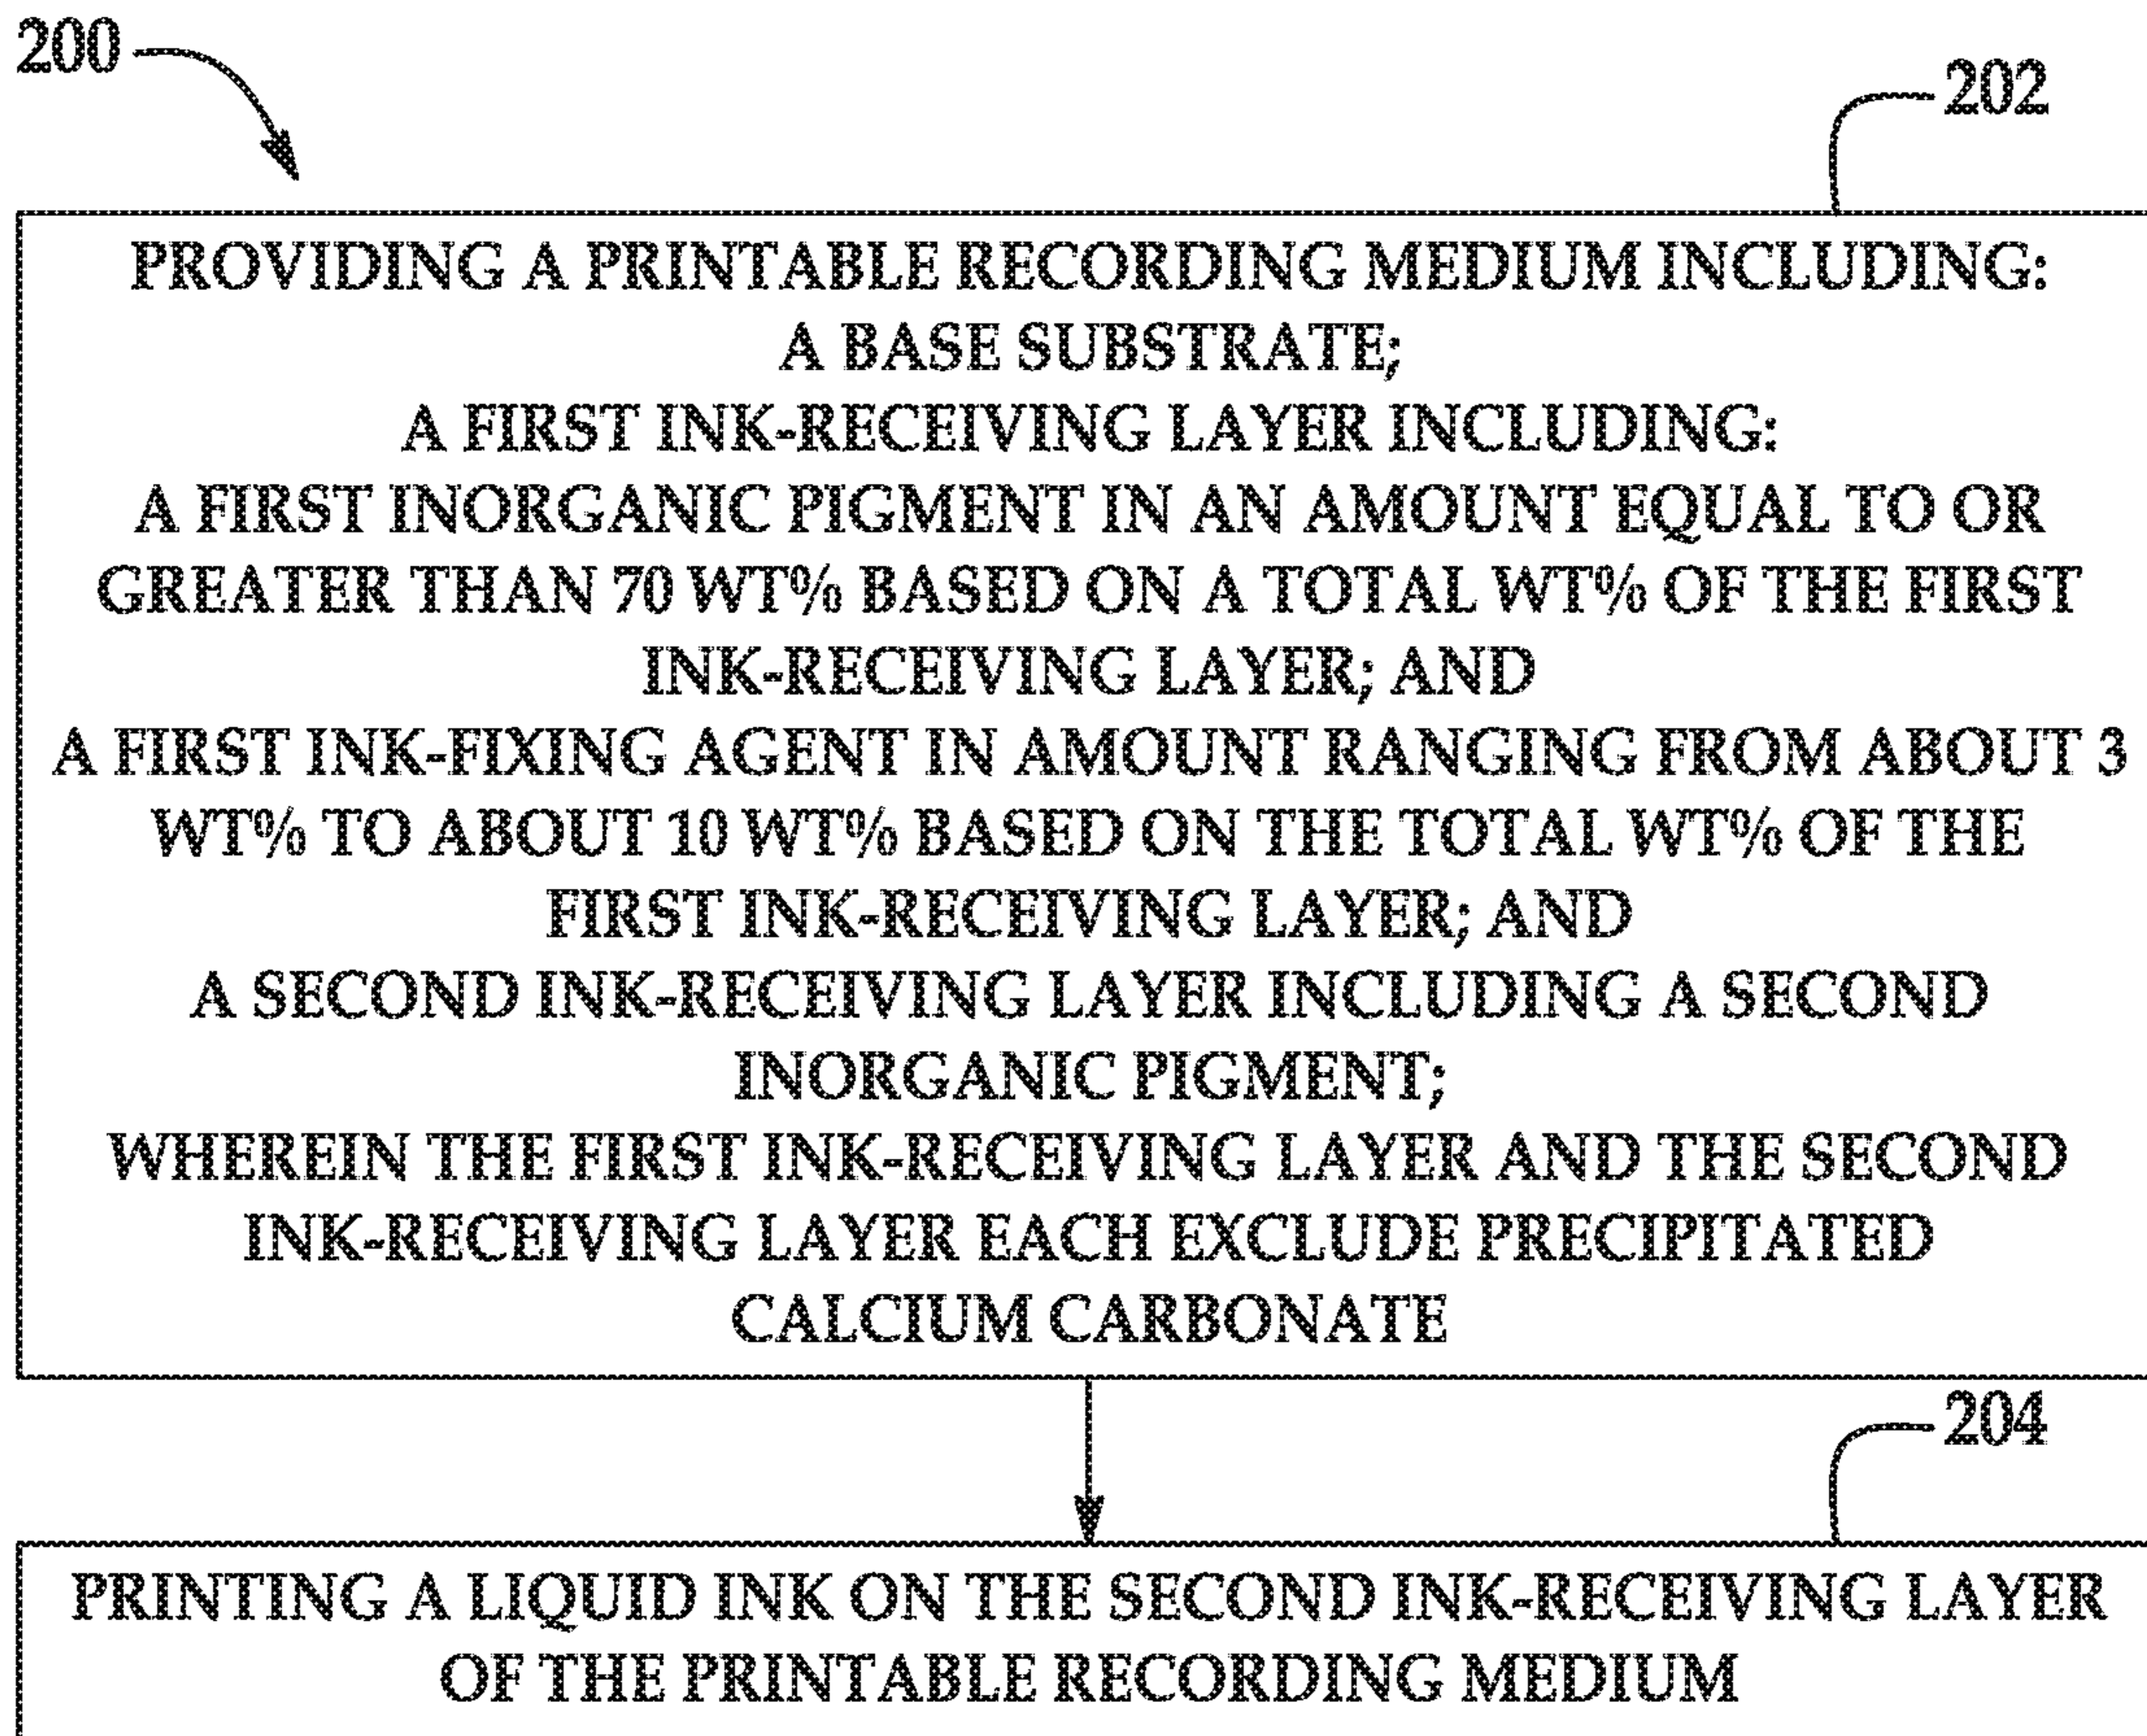 200
202
PROVIDING A PRINTABLE RECORDING MEDIUM INCLUDING:
A BASE SUBSTRATE;
A FIRST INK-RECEIVING LAYER INCLUDING:
A FIRST INORGANIC PIGMENT IN AN AMOUNT EQUAL TO OR
GREATER THAN 70 WT% BASED ON A TOTAL WT% OF THE FIRST
INK-RECEIVING LAYER; AND
A FIRST INK-FIXING AGENT IN AMOUNT RANGING FROM ABOUT 3
WT% TO ABOUT 10 WT% BASED ON THE TOTAL WT% OF THE
FIRST INK-RECEIVING LAYER; AND
A SECOND INK-RECEIVING LAYER INCLUDING A SECOND
INORGANIC PIGMENT;
WHEREIN THE FIRST INK-RECEIVING LAYER AND THE SECOND
INK-RECEIVING LAYER EACH EXCLUDE PRECIPITATED
CALCIUM CARBONATE
204
PRINTING A LIQUID INK ON THE SECOND INK-RECEIVING LAYER
OF THE PRINTABLE RECORDING MEDIUM